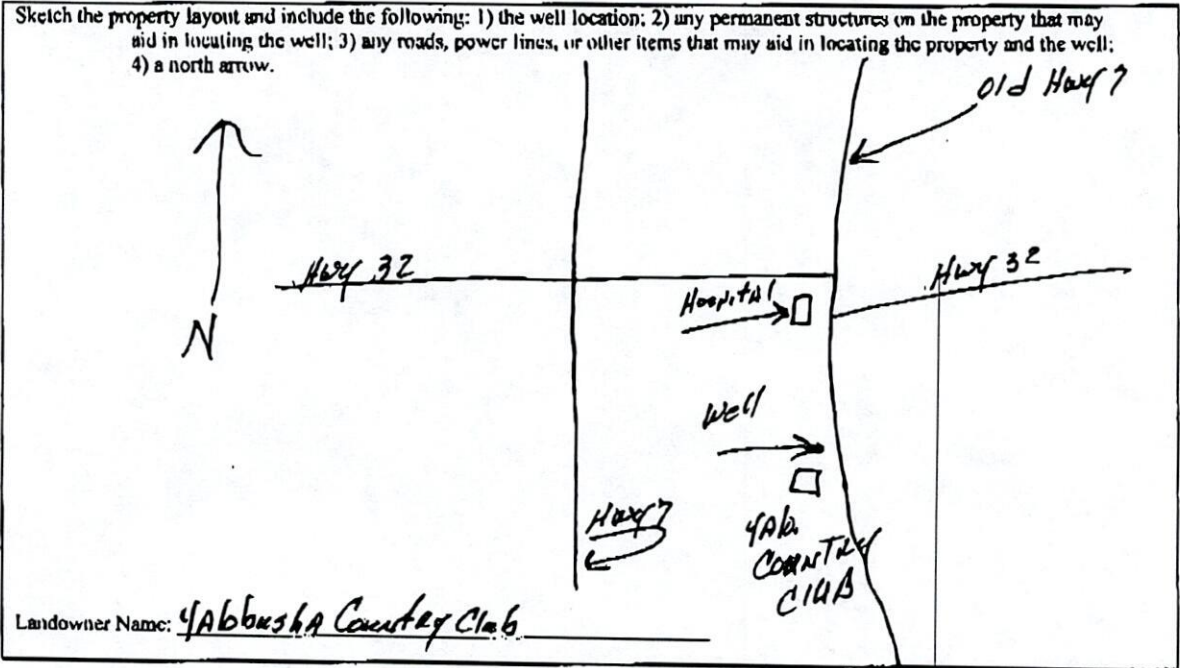 Sketch the property layout and include the following: 1) the well location; 2) any permanent structures on the property that may
aid in locating the well; 3) any roads, power lines, or other items that may aid in locating the property and the well;
4) a north arrow.
Old Hwy 7
Hwy 32
Hwy 32
Hospital
N
Well
Hwy 7
YAb.
COUNTRY
CLUB
Landowner Name: YAlobushA Country Club